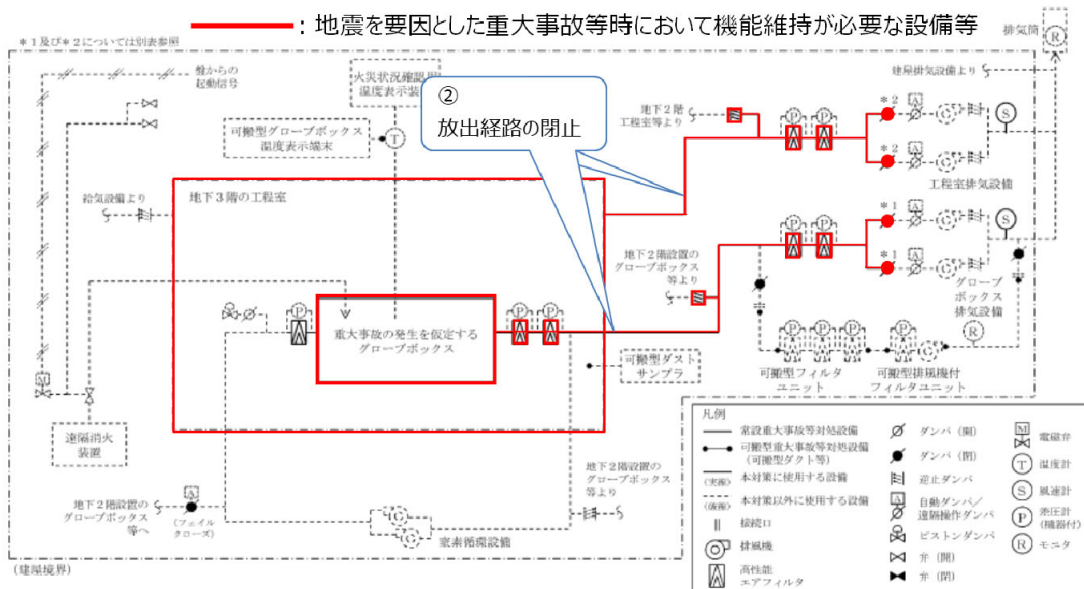 ：地震を要因とした重大事故等時において機能維持が必要な設備等
＊1及び＊2については別表参照
排気筒
R
盤からの
起動信号
火災状況確認用
温度表示装置
建屋排気設備より
②
放出経路の閉止
地下2階
工程室等より
P
P
＊2
A
S
＊2
A
C
工程室排気設備
可搬型グローブボックス
温度表示端末
T
給気設備より
地下3階の工程室
P
P
＊1
A
S
＊1
A
C
地下2階設置の
グローブボックス
等より
グローブ
ボックス
排気設備
R
P
重大事故の発生を仮定する
グローブボックス
P
P
P
P
P
P
可搬型フィルタ
ユニット
可搬型排風機付
フィルタユニット
可搬型ダスト
サンプラ
M
遠隔消火
装置
地下2階設置の
グローブボックス
等へ
A
(フェイル
クローズ)
窒素循環設備
地下2階設置の
グローブボックス
等より
(建屋境界)
凡例
常設重大事故等対処設備
可搬型重大事故等対処設備
(可搬型ダクト等)
(実線)
本対策に使用する設備
(破線)
本対策以外に使用する設備
接続口
排風機
高性能
エアフィルタ
ダンパ (開)
ダンパ (閉)
逆止ダンパ
A
自動ダンパ／
遠隔操作ダンパ
ピストンダンパ
弁 (開)
弁 (閉)
M
電磁弁
T
温度計
S
風速計
P
差圧計
(機器付)
R
モニタ